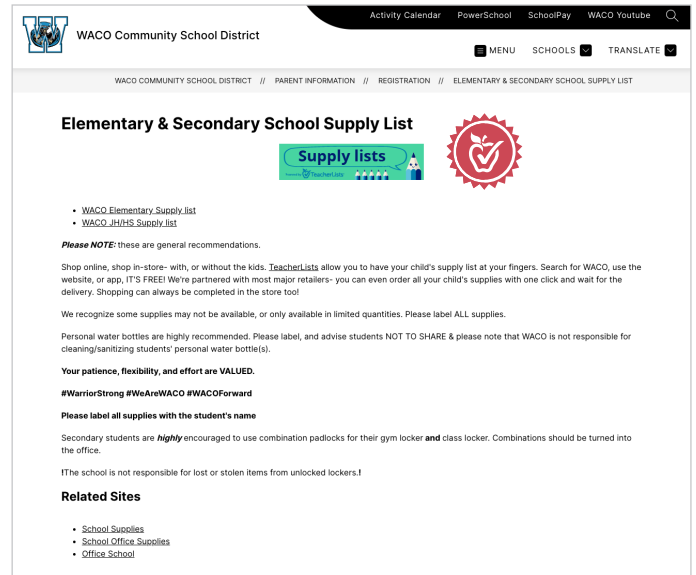 Activity Calendar PowerSchool SchoolPay WACO Youtube
WACO Community School District
MENU SCHOOLS TRANSLATE
WACO COMMUNITY SCHOOL DISTRICT // PARENT INFORMATION // REGISTRATION // ELEMENTARY & SECONDARY SCHOOL SUPPLY LIST
Elementary & Secondary School Supply List
Supply lists
TeacherLists
• WACO Elementary Supply list
• WACO JH/HS Supply list
Please NOTE: these are general recommendations.
Shop online, shop in-store- with, or without the kids. TeacherLists allow you to have your child's supply list at your fingers. Search for WACO, use the
website, or app, IT'S FREE! We're partnered with most major retailers- you can even order all your child's supplies with one click and wait for the
delivery. Shopping can always be completed in the store too!
We recognize some supplies may not be available, or only available in limited quantities. Please label ALL supplies.
Personal water bottles are highly recommended. Please label, and advise students NOT TO SHARE & please note that WACO is not responsible for
cleaning/sanitizing students' personal water bottle(s).
Your patience, flexibility, and effort are VALUED.
#WarriorStrong #WeAreWACO #WACOForward
Please label all supplies with the student's name
Secondary students are highly encouraged to use combination padlocks for their gym locker and class locker. Combinations should be turned into
the office.
!The school is not responsible for lost or stolen items from unlocked lockers.!
Related Sites
• School Supplies
• School Office Supplies
• Office School